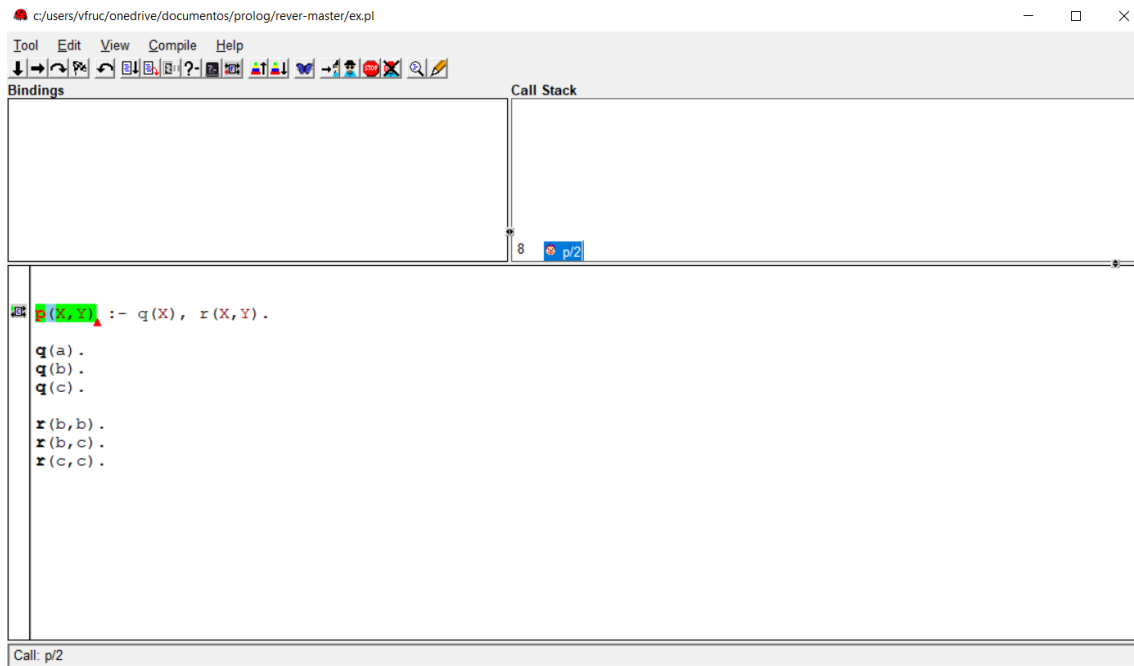 c:/users/vfruc/onedrive/documentos/prolog/rever-master/ex.pl
Tool Edit View Compile Help
?- STOP
Bindings Call Stack
8 p/2
p(X,Y) :- q(X), r(X,Y).
q(a).
q(b).
q(c).
r(b,b).
r(b,c).
r(c,c).
Call: p/2